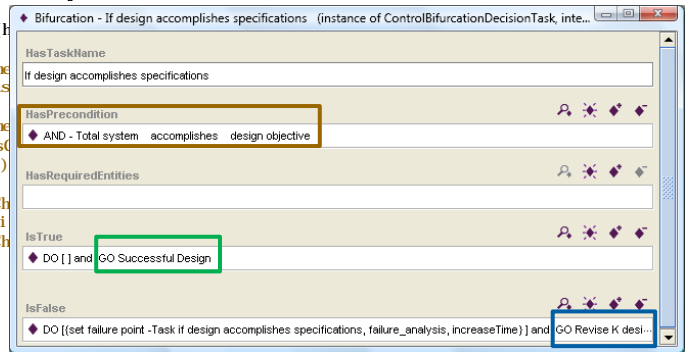 Bifurcation - If design accomplishes specifications (instance of ControlBifurcationDecisionTask, inte...
HasTaskName
If design accomplishes specifications
HasPrecondition
AND - Total system accomplishes design objective
HasRequiredEntities
IsTrue
DO [ ] and GO Successful Design
IsFalse
DO [{set failure point -Task if design accomplishes specifications, failure_analysis, increaseTime} ] and GO Revise K desi...